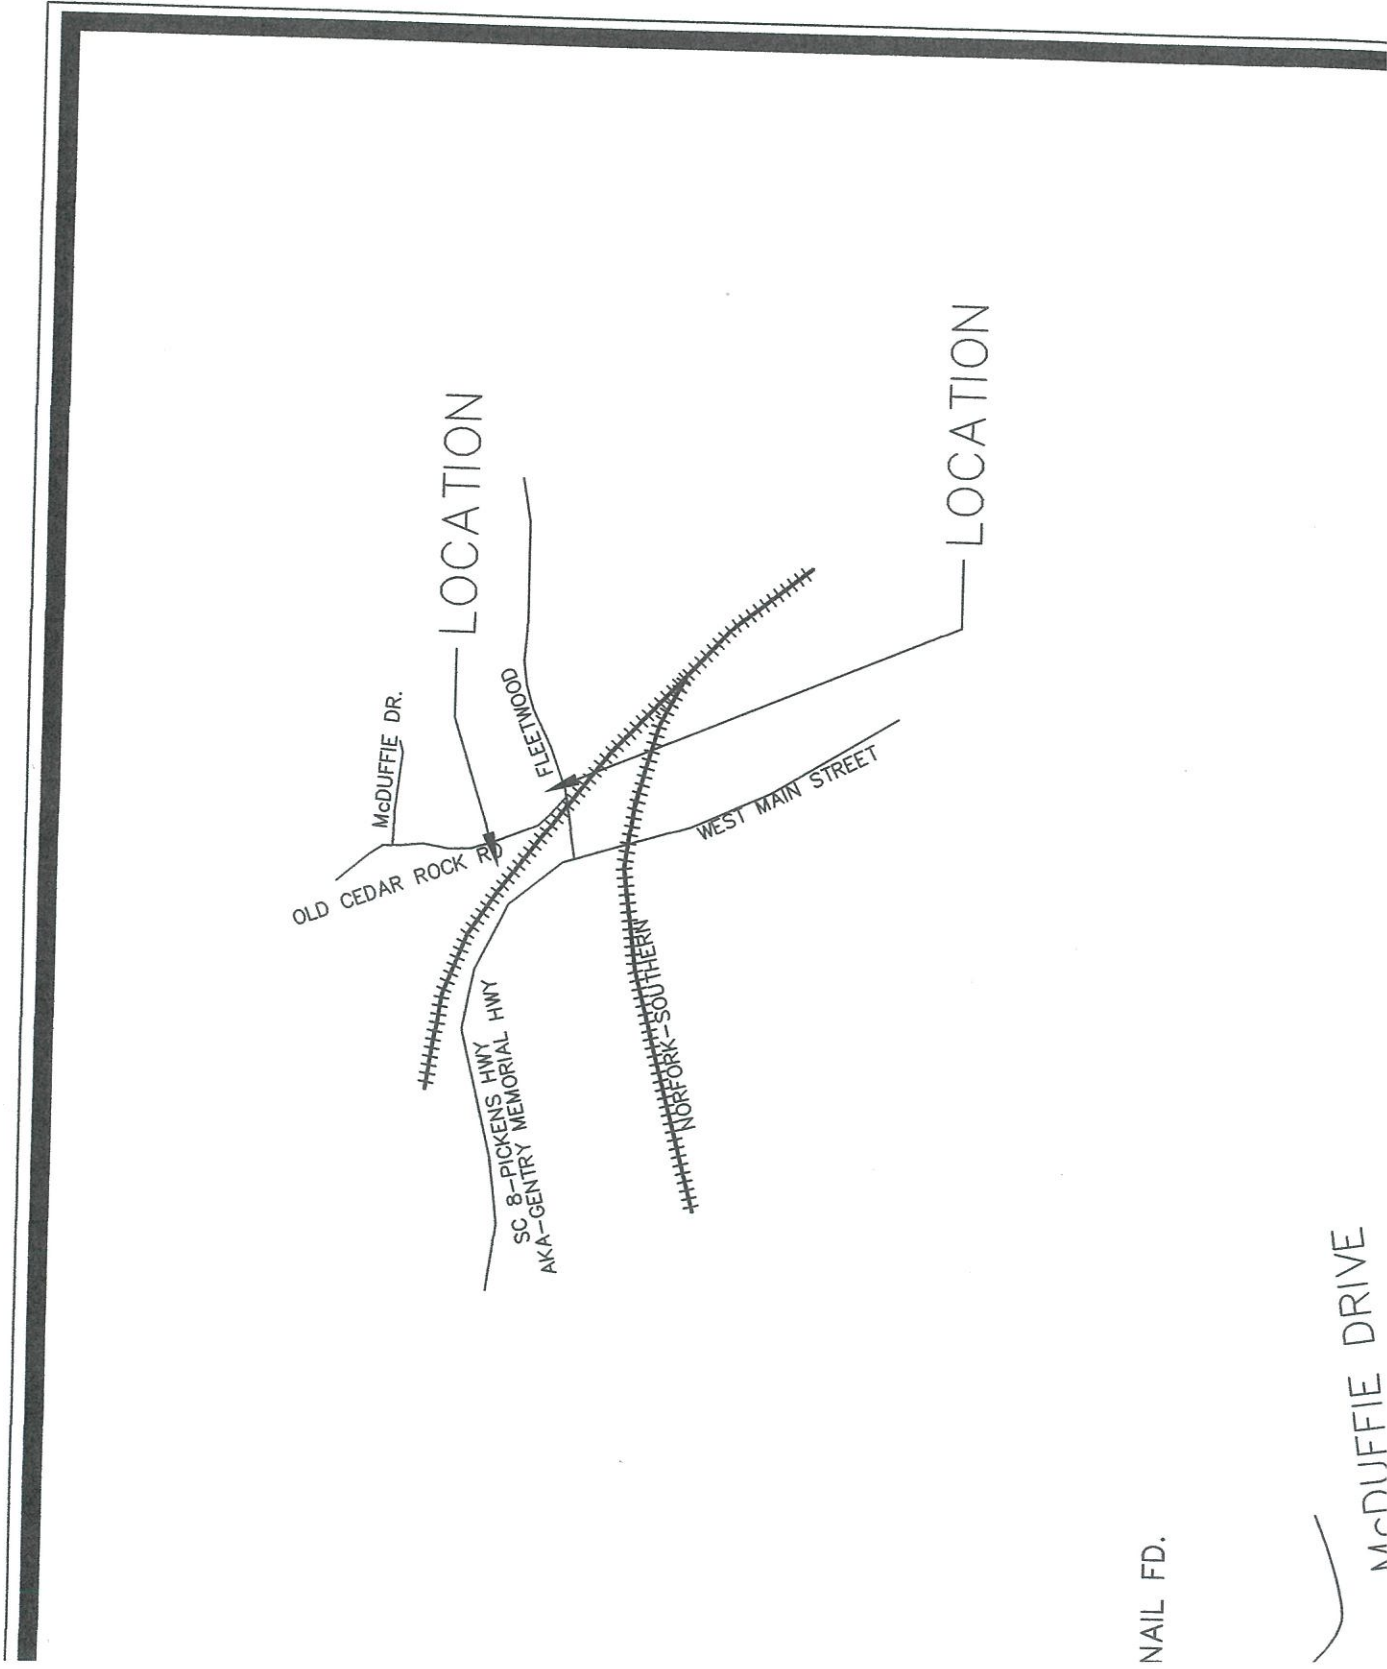 LOCATION
McDUFFIE DR.
FLEETWOOD
OLD CEDAR ROCK RD
LOCATION
WEST MAIN STREET
NORFORK-SOUTHERN
SC 8-PICKENS HWY
AKA-GENTRY MEMORIAL HWY
NAIL FD.
McDUFFIE DRIVE